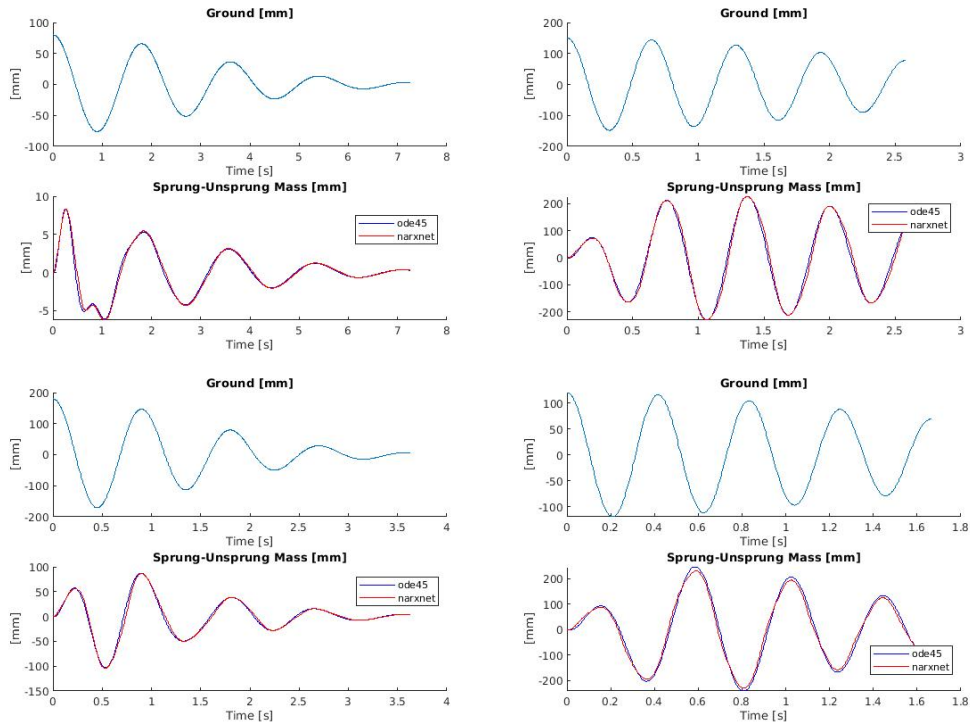 Ground [mm]
100
50
0
-50
-100
[mm]
0 1 2 3 4 5 6 7 8
Time [s]
Sprung-Unsprung Mass [mm]
10
5
0
-5
[mm]
ode45
narxnet
0 1 2 3 4 5 6 7 8
Time [s]
Ground [mm]
200
100
0
-100
-200
[mm]
0 0.5 1 1.5 2 2.5 3
Time [s]
Sprung-Unsprung Mass [mm]
200
100
0
-100
-200
[mm]
ode45
narxnet
0 0.5 1 1.5 2 2.5 3
Time [s]
Ground [mm]
200
100
0
-100
-200
[mm]
0 0.5 1 1.5 2 2.5 3 3.5 4
Time [s]
Sprung-Unsprung Mass [mm]
100
50
0
-50
-100
-150
[mm]
ode45
narxnet
0 0.5 1 1.5 2 2.5 3 3.5 4
Time [s]
Ground [mm]
100
50
0
-50
-100
[mm]
0 0.2 0.4 0.6 0.8 1 1.2 1.4 1.6 1.8
Time [s]
Sprung-Unsprung Mass [mm]
200
100
0
-100
-200
[mm]
ode45
narxnet
0 0.2 0.4 0.6 0.8 1 1.2 1.4 1.6 1.8
Time [s]